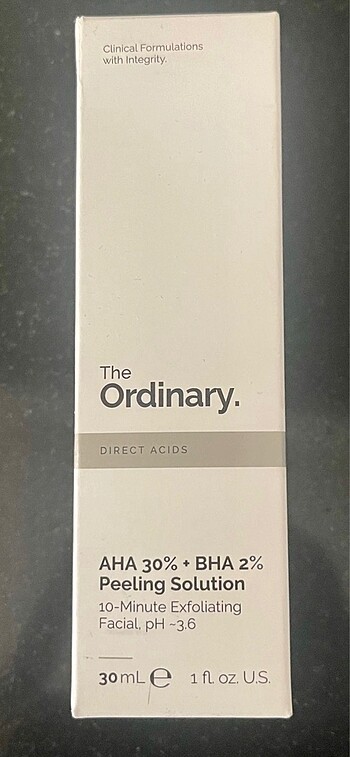 Clinical Formulations
with Integrity.
The
Ordinary.
DIRECT ACIDS
AHA 30% + BHA 2%
Peeling Solution
10-Minute Exfoliating
Facial, pH ~3.6
30 mL ℮ 1 fl. oz. U.S.